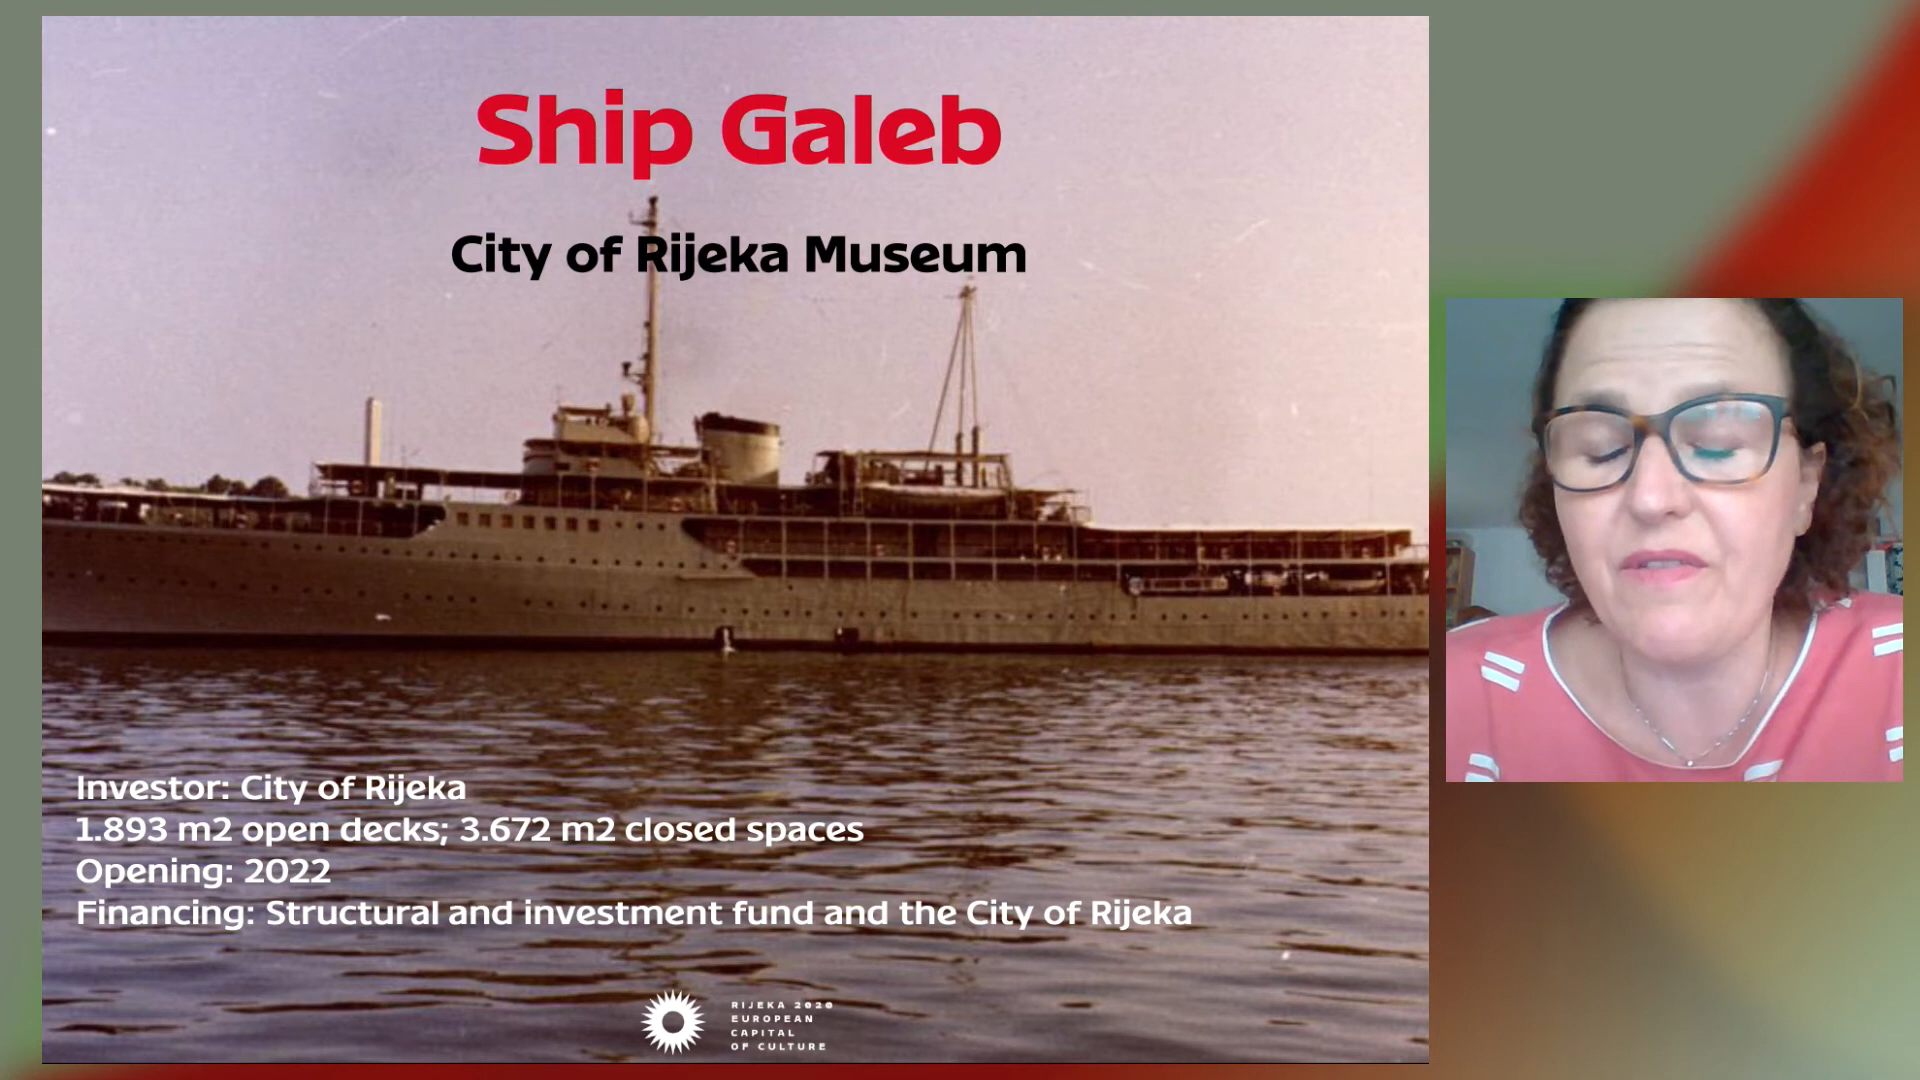 Ship Galeb
City of Rijeka Museum
Investor: City of Rijeka
1.893 m2 open decks; 3.672 m2 closed spaces
Opening: 2022
Financing: Structural and investment fund and the City of Rijeka
RIJEKA 2020
EUROPEAN
CAPITAL
OF CULTURE